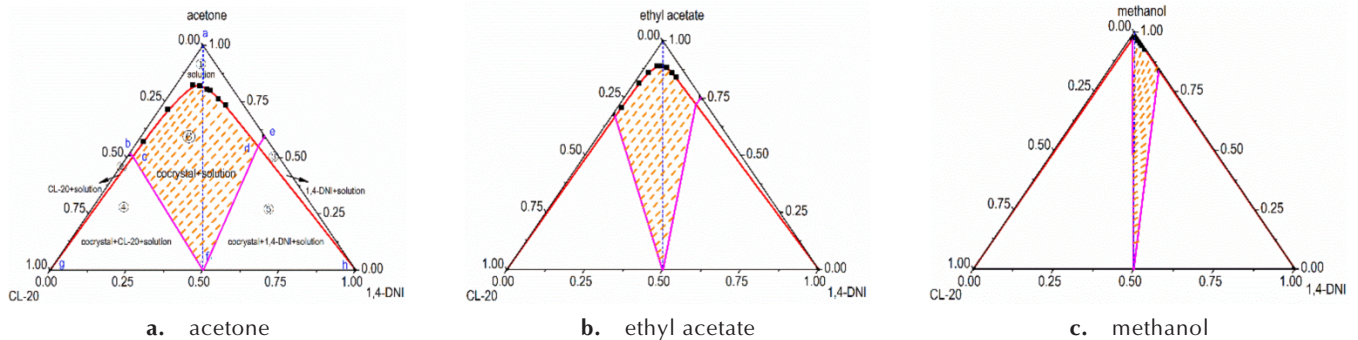 acetone
a
0.00 1.00
① solution
0.25 0.75
⑥
b e
0.50 c d ③ 0.50
cocrystal+solution
CL-20+solution 1,4-DNI+solution
0.75 ④ ⑤ 0.25
cocrystal+CL-20+solution cocrystal+1,4-DNI+solution
f
1.00 g h 0.00
0.00 0.25 0.50 0.75 1.00
CL-20 1,4-DNI
a. acetone
ethyl acetate
0.00 1.00
0.25 0.75
0.50 0.50
0.75 0.25
1.00 0.00
0.00 0.25 0.50 0.75 1.00
CL-20 1,4-DNI
b. ethyl acetate
methanol
0.00 1.00
0.25 0.75
0.50 0.50
0.75 0.25
1.00 0.00
0.00 0.25 0.50 0.75 1.00
CL-20 1,4-DNI
c. methanol